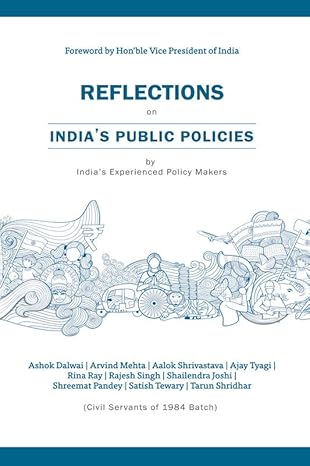 Foreword by Hon'ble Vice President of India
REFLECTIONS
on
INDIA'S PUBLIC POLICIES
by
India's Experienced Policy Makers
Ashok Dalwai | Arvind Mehta | Aalok Shrivastava | Ajay Tyagi |
Rina Ray | Rajesh Singh | Shailendra Joshi |
Shreemat Pandey | Satish Tewary | Tarun Shridhar
(Civil Servants of 1984 Batch)